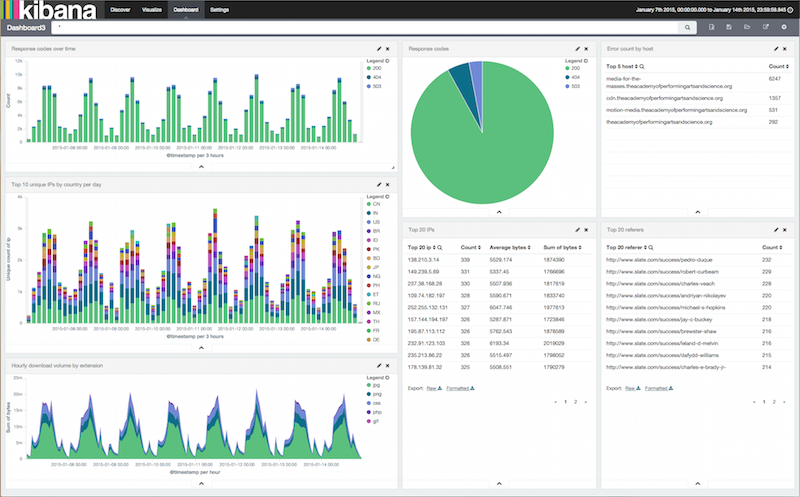 kibana
Discover Visualize Dashboard Settings
January 7th 2015, 00:00:00.000 to January 14th 2015, 23:59:59.845
Dashboard3
*
Response codes over time
Legend
200
404
503
Count
12k
10k
8k
6k
4k
2k
0
2015-01-08 00:00 2015-01-09 00:00 2015-01-10 00:00 2015-01-11 00:00 2015-01-12 00:00 2015-01-13 00:00 2015-01-14 00:00
@timestamp per 3 hours
Response codes
Legend
200
404
503
Error count by host
Top 5 host Count
media-for-the-masses.theacademyofperformingartsandscience.org 6247
cdn.theacademyofperformingartsandscience.org 1357
motion-media.theacademyofperformingartsandscience.org 531
theacademyofperformingartsandscience.org 292
Top 10 unique IPs by country per day
Legend
CN
IN
US
BR
ID
PK
BG
JP
NG
PH
ET
RU
MX
TH
FR
DE
Unique count of ip
4k
3k
2k
1k
0
2015-01-08 00:00 2015-01-09 00:00 2015-01-10 00:00 2015-01-11 00:00 2015-01-12 00:00 2015-01-13 00:00 2015-01-14 00:00
@timestamp per 3 hours
Top 20 IPs
Top 20 ip Count Average bytes Sum of bytes
138.210.3.14 339 5529.174 1874390
149.239.5.69 331 5337.45 1766696
237.38.168.28 330 5507.936 1817619
109.74.182.197 328 5590.671 1833740
252.255.132.131 327 6047.746 1977613
157.144.194.197 326 5287.871 1723846
195.87.113.112 326 5762.543 1878589
232.91.123.103 326 6193.34 2019029
235.213.86.22 326 5515.497 1798052
178.139.81.32 325 5508.551 1790279
Export: Raw Formatted
« 1 2 »
Top 20 referers
Top 20 referer Count
http://www.slate.com/success/pedro-duque 232
http://www.slate.com/success/robert-curbeam 229
http://www.slate.com/success/charles-veach 228
http://www.slate.com/success/andriyan-nikolayev 220
http://www.slate.com/success/michael-s-hopkins 220
http://www.slate.com/success/jay-c-buckey 218
http://www.slate.com/success/brewster-shaw 216
http://www.slate.com/success/leland-d-melvin 216
http://www.slate.com/success/dafydd-williams 215
http://www.slate.com/success/charles-e-brady-jr- 214
Export: Raw Formatted
« 1 2 »
Hourly download volume by extension
Legend
jpg
png
css
php
gif
Sum of bytes
25m
20m
15m
10m
5m
0m
2015-01-08 00:00 2015-01-09 00:00 2015-01-10 00:00 2015-01-11 00:00 2015-01-12 00:00 2015-01-13 00:00 2015-01-14 00:00
@timestamp per hour